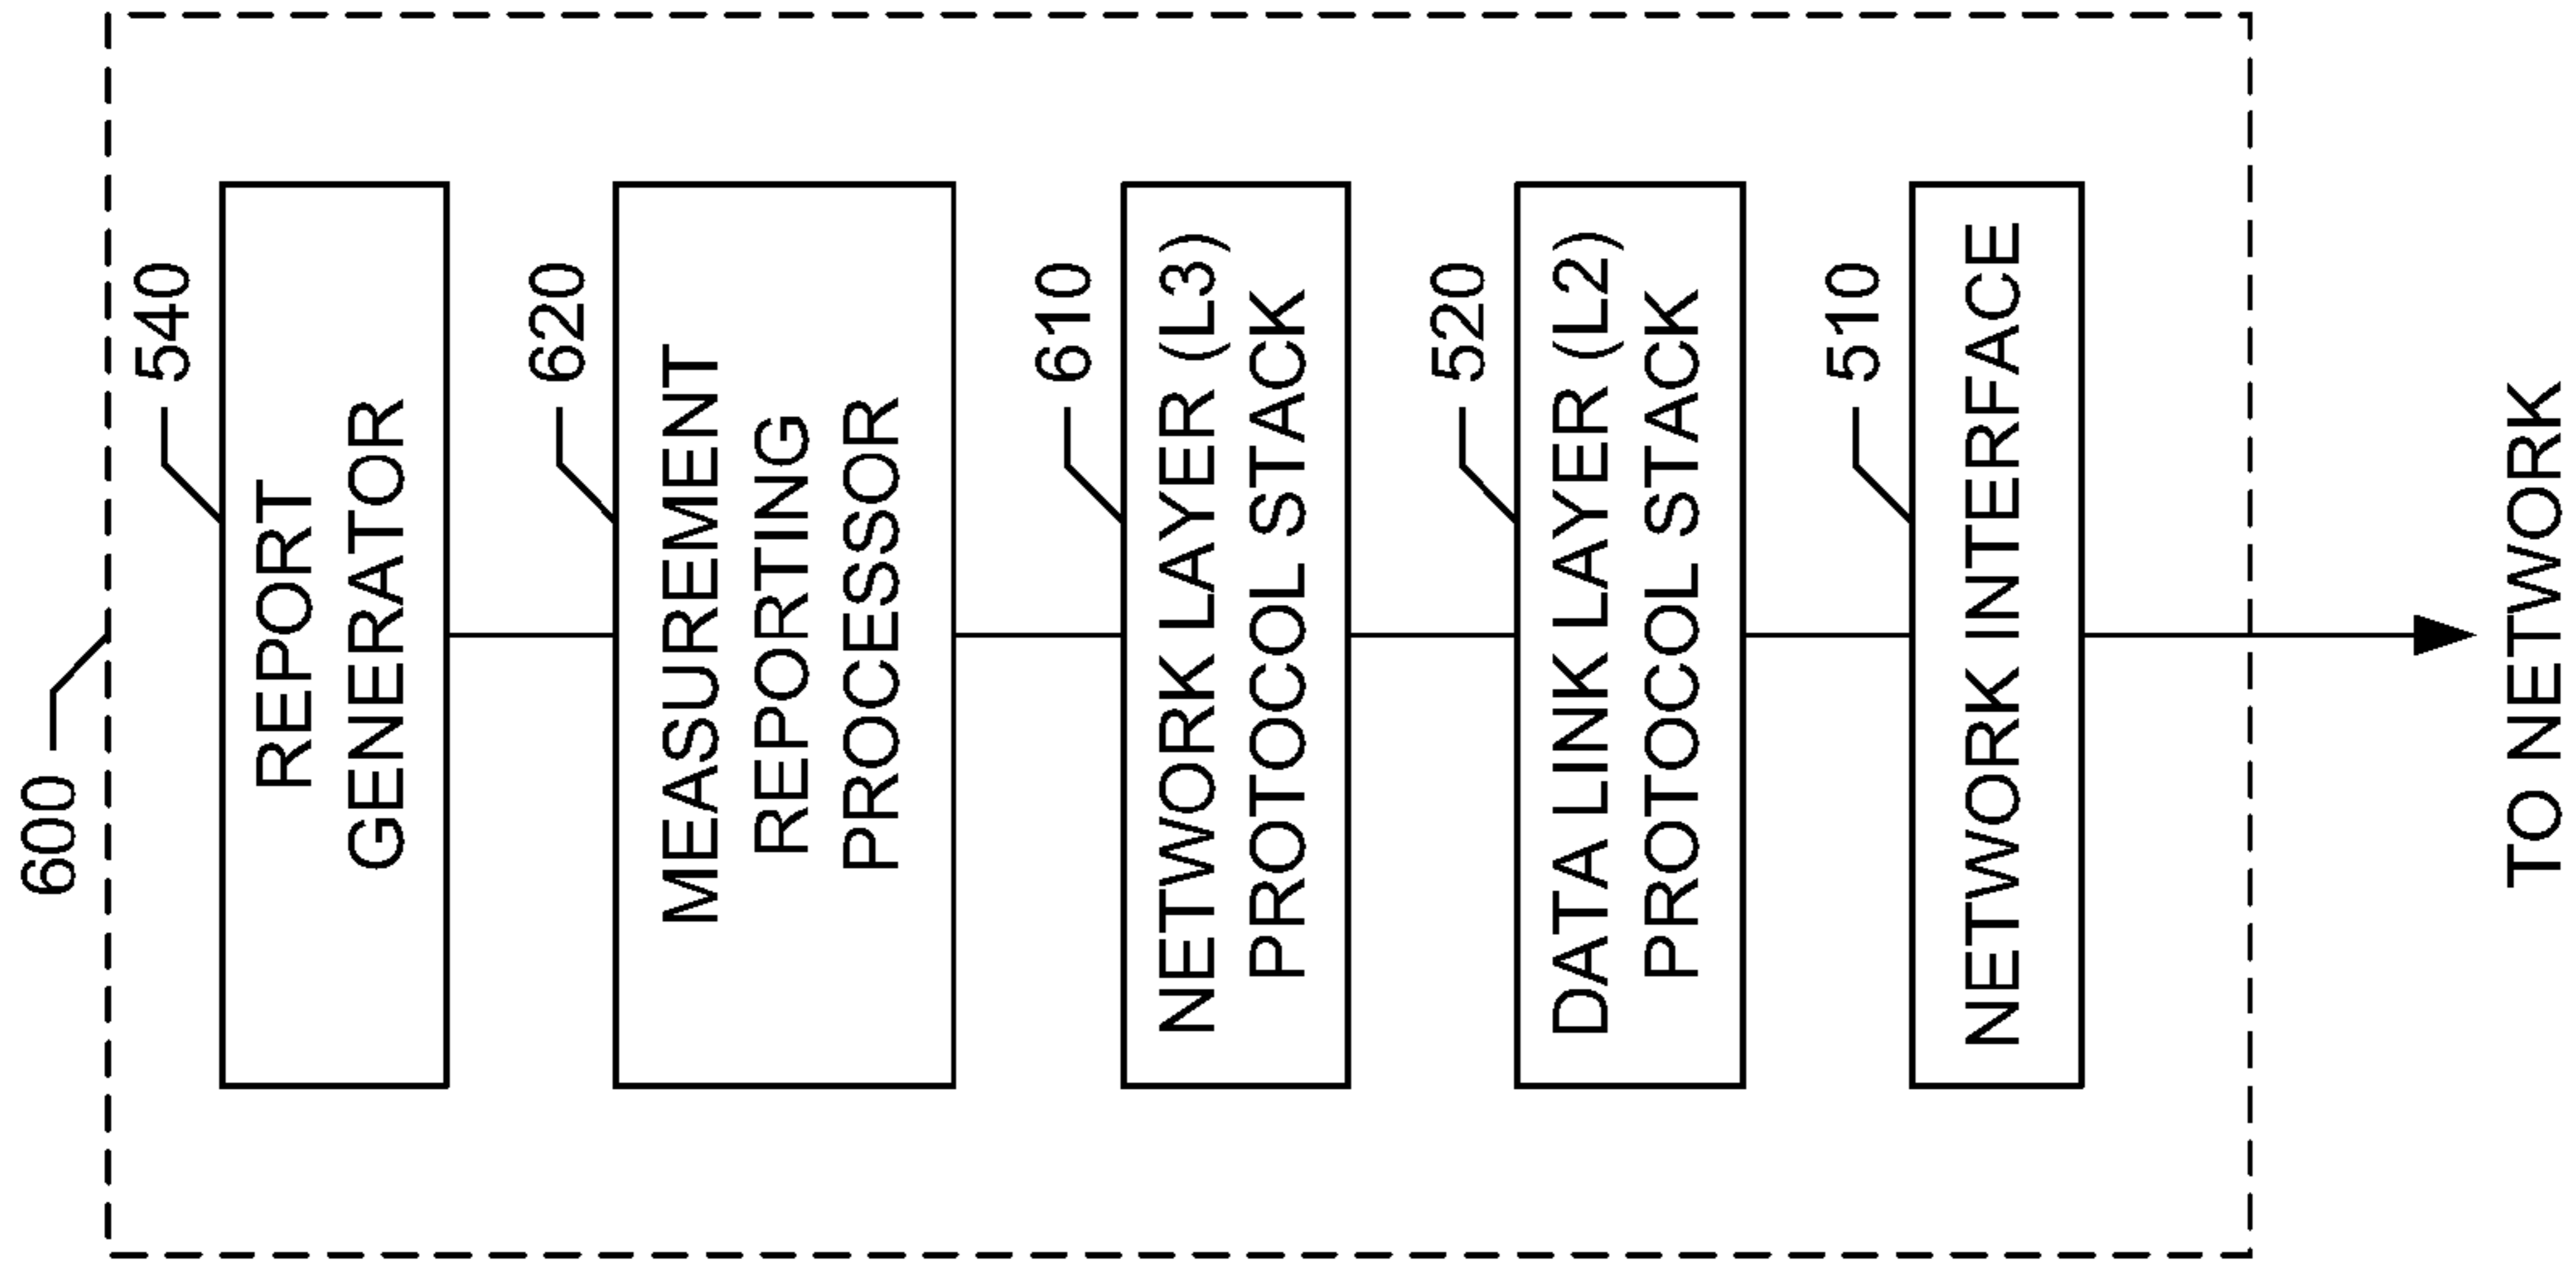 600
540
REPORT
GENERATOR
620
MEASUREMENT
REPORTING
PROCESSOR
610
NETWORK LAYER (L3)
PROTOCOL STACK
520
DATA LINK LAYER (L2)
PROTOCOL STACK
510
NETWORK INTERFACE
TO NETWORK